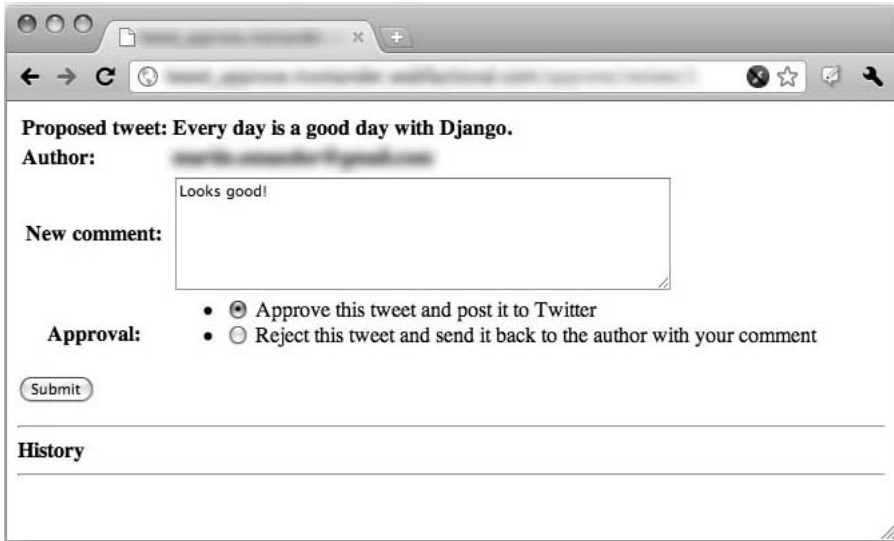 Proposed tweet: Every day is a good day with Django.
Author:
New comment:
Looks good!
Approval:
Approve this tweet and post it to Twitter
Reject this tweet and send it back to the author with your comment
Submit
History